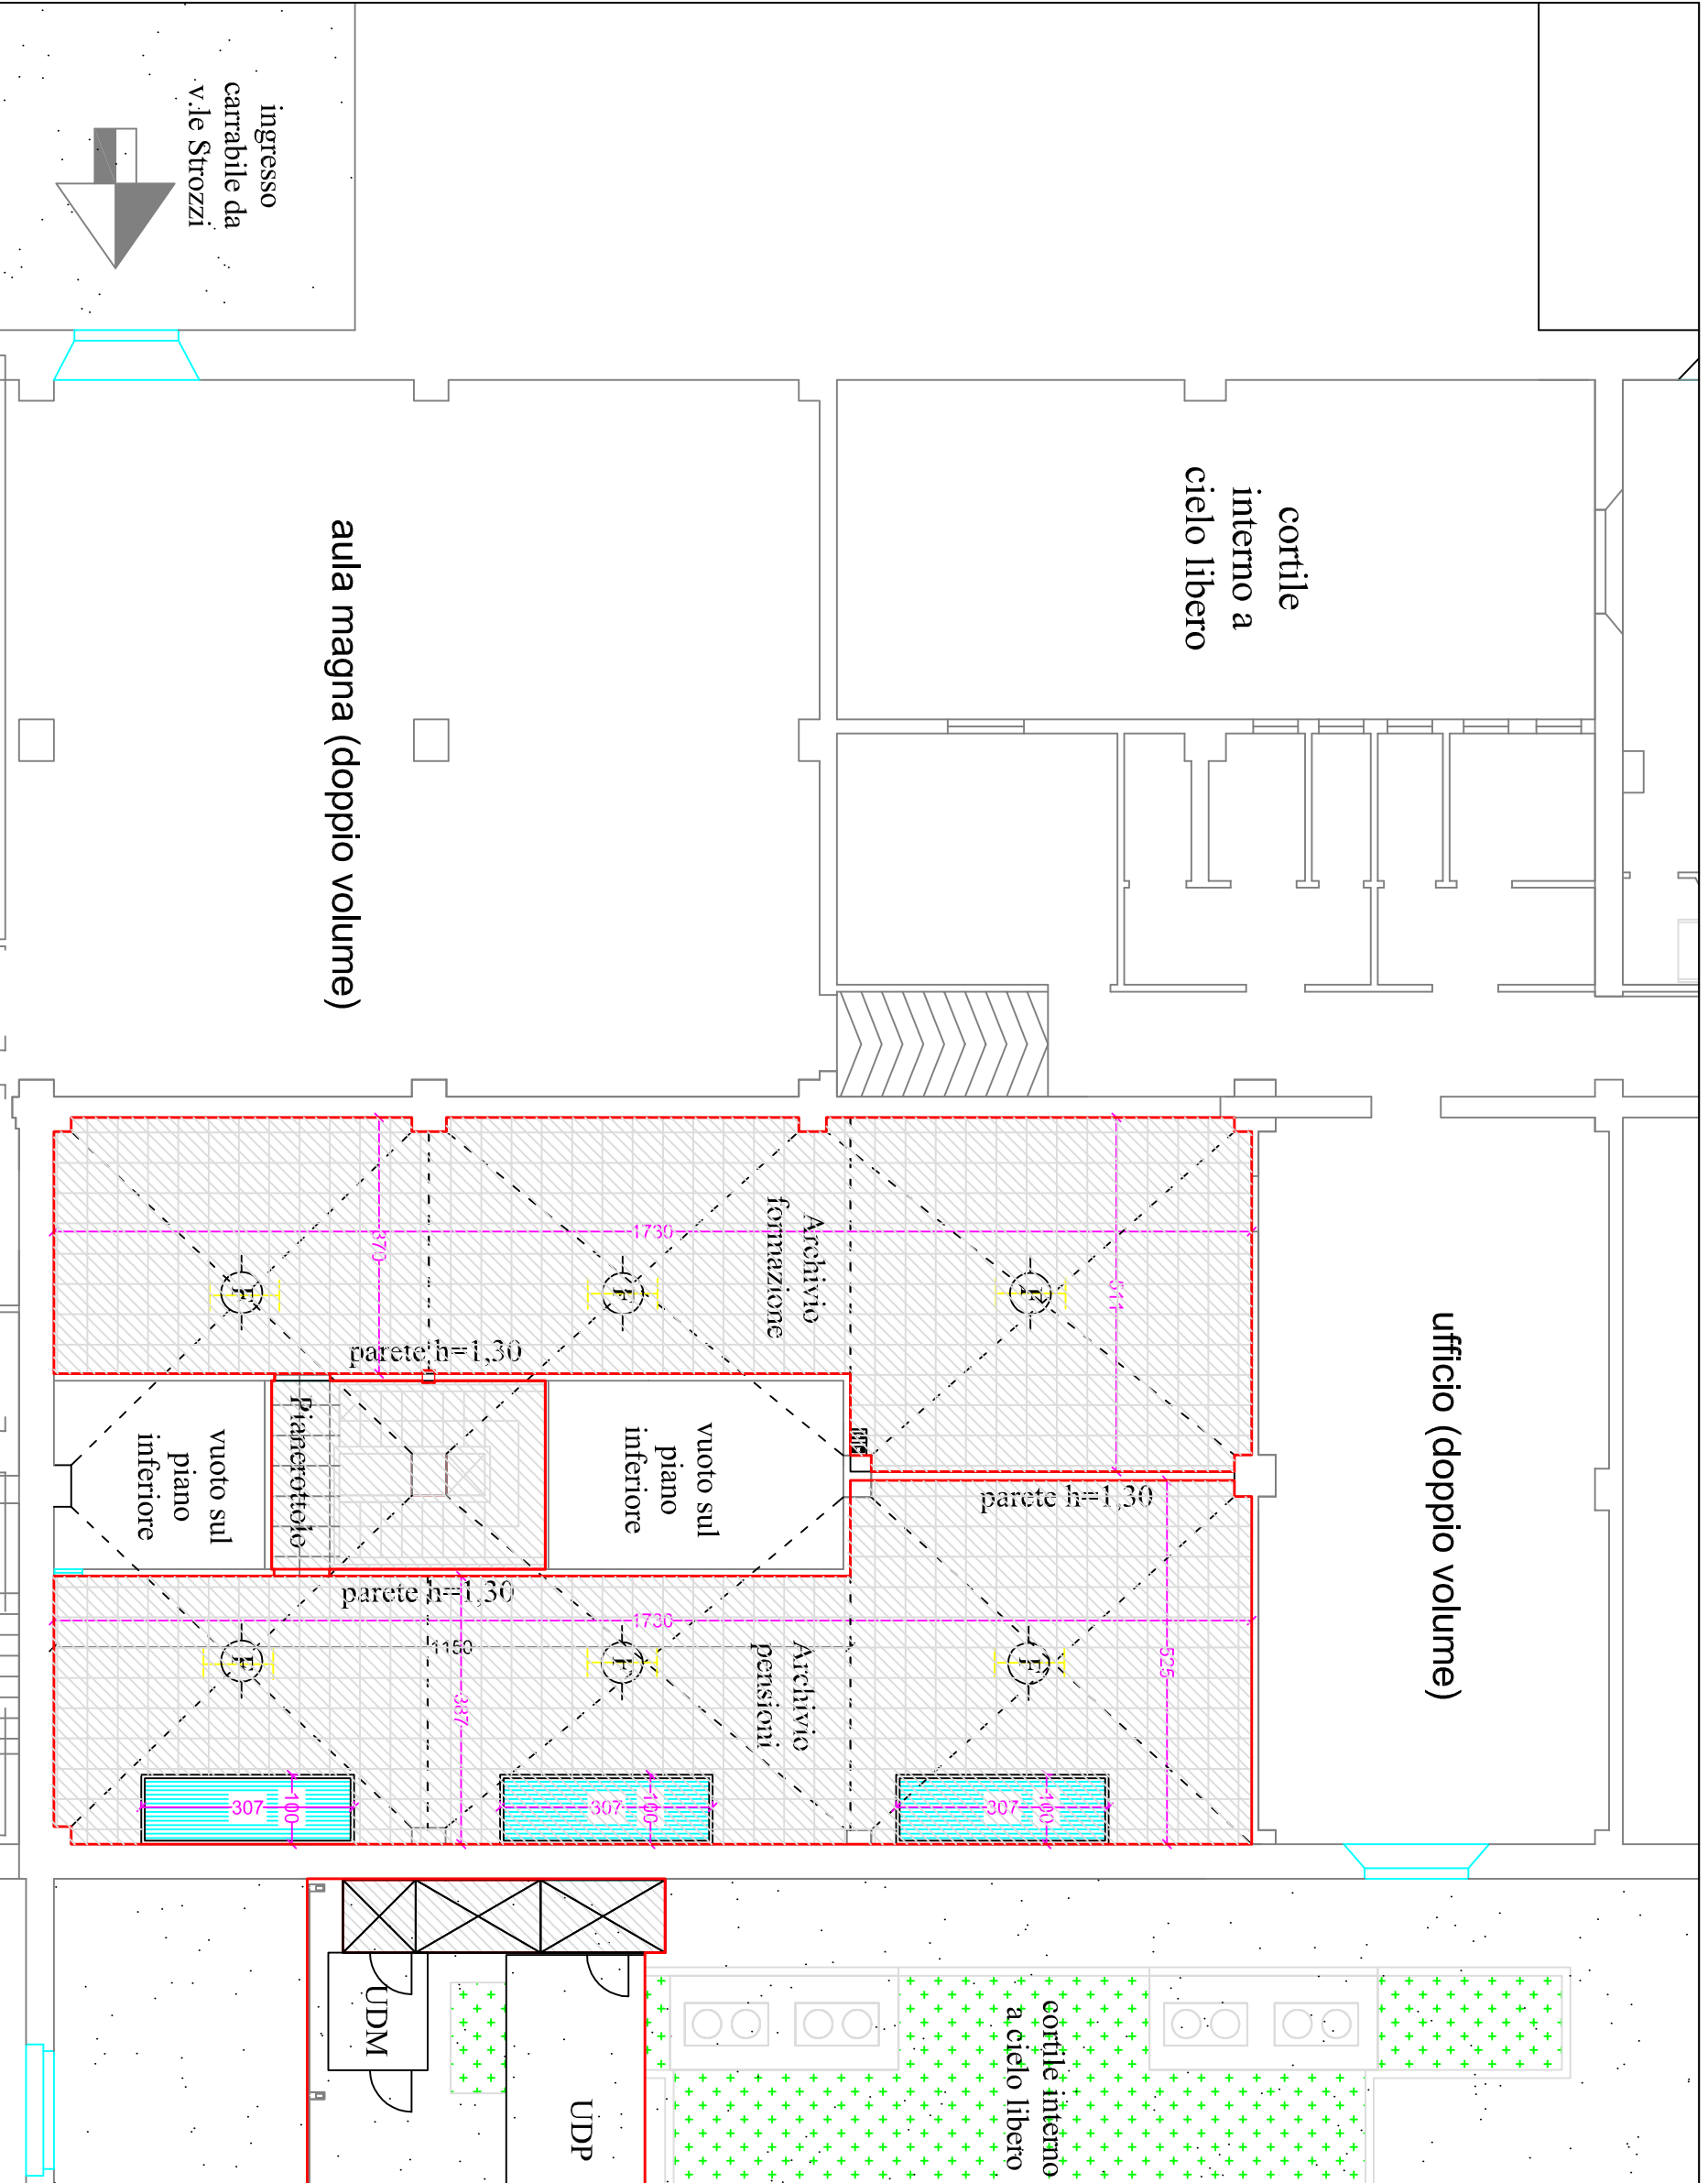 ingresso
carrabile da
v.le Strozzi
cortile
interno a
cielo libero
aula magna (doppio volume)
ufficio (doppio volume)
Archivio
formazione
1730
370
511
F
F
F
parete h=1,30
parete h=1,30
parete h=1,30
vuoto sul
piano
inferiore
Pianerottolo
vuoto sul
piano
inferiore
1730
1150
387
525
Archivio
pensioni
F
F
F
307
100
307
100
307
100
UDM
UDP
cortile interno
a cielo libero